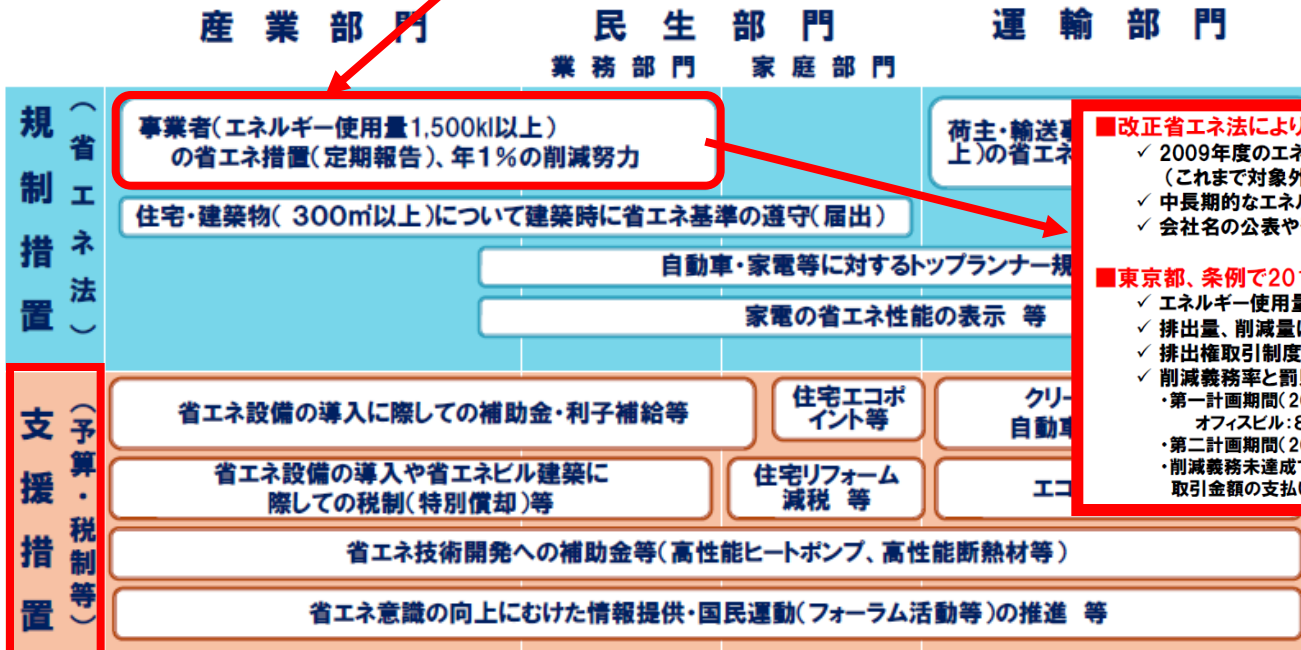 産業部門
民生部門
運輸部門
業務部門
家庭部門
規制措置
（省エネ法）
事業者（エネルギー使用量1,500kl以上）
の省エネ措置（定期報告）、年1％の削減努力
荷主・輸送事
上）の省エネ
住宅・建築物（ 300㎡以上）について建築時に省エネ基準の遵守（届出）
自動車・家電等に対するトップランナー規
家電の省エネ性能の表示 等
■改正省エネ法により
✓ 2009年度のエネ
（これまで対象外
✓ 中長期的なエネル
✓ 会社名の公表や
■東京都、条例で201
✓ エネルギー使用量
✓ 排出量、削減量に
✓ 排出権取引制度
✓ 削減義務率と罰則
・第一計画期間（20
オフィスビル：8
・第二計画期間（20
・削減義務未達成
取引金額の支払い
支援措置
（予算・税制等）
省エネ設備の導入に際しての補助金・利子補給等
住宅エコポ
イント等
クリー
自動車
省エネ設備の導入や省エネビル建築に
際しての税制（特別償却）等
住宅リフォーム
減税 等
エコ
省エネ技術開発への補助金等（高性能ヒートポンプ、高性能断熱材等）
省エネ意識の向上にむけた情報提供・国民運動（フォーラム活動等）の推進 等